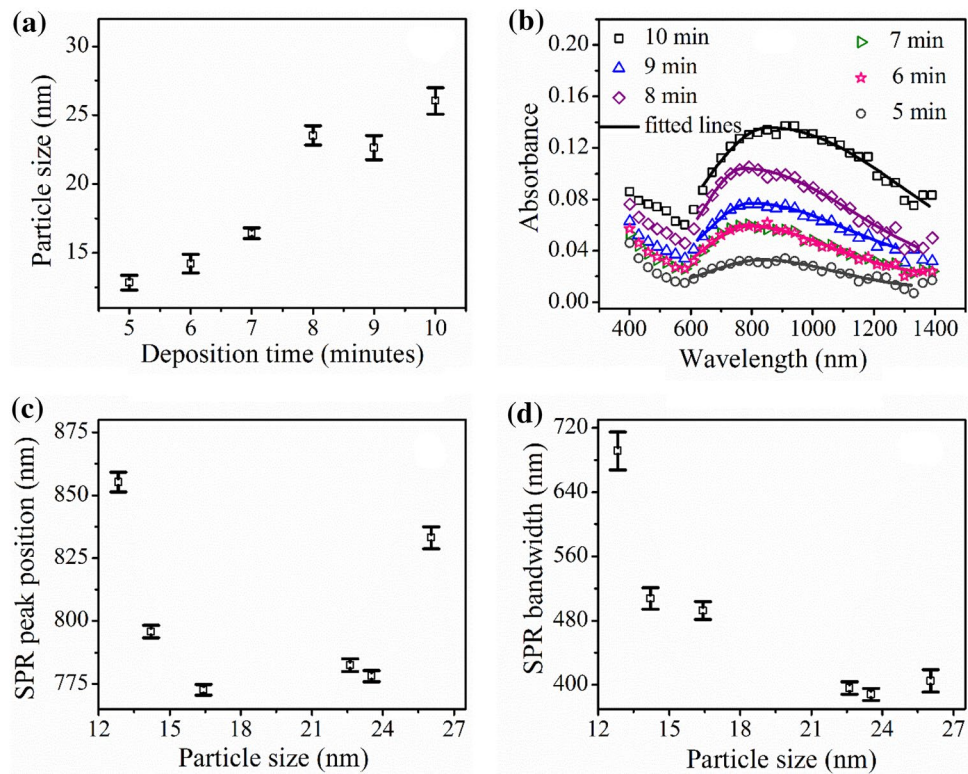 (a)
Particle size (nm)
30
25
20
15
5 6 7 8 9 10
Deposition time (minutes)
(b)
Absorbance
0.20
0.16
0.12
0.08
0.04
0.00
10 min
9 min
8 min
fitted lines
7 min
6 min
5 min
400 600 800 1000 1200 1400
Wavelength (nm)
(c)
SPR peak position (nm)
875
850
825
800
775
12 15 18 21 24 27
Particle size (nm)
(d)
SPR bandwidth (nm)
720
640
560
480
400
12 15 18 21 24 27
Particle size (nm)